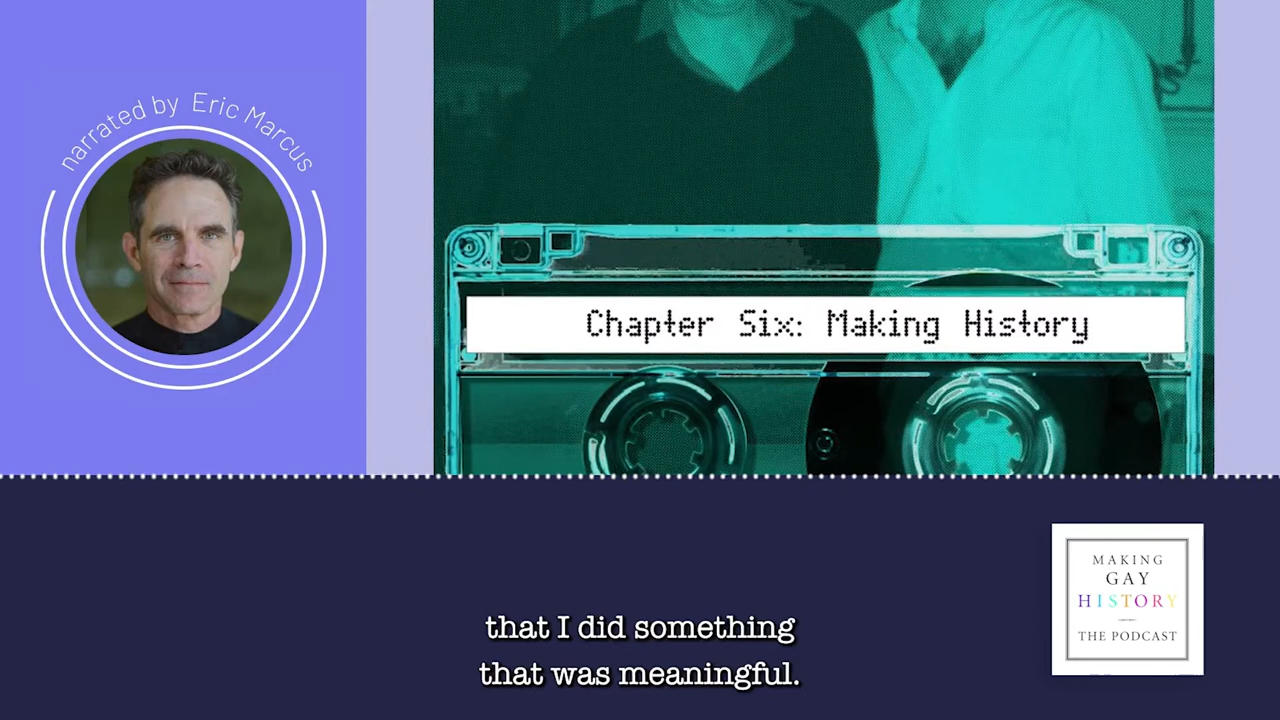 narrated by Eric Marcus
Chapter Six: Making History
that I did something
that was meaningful.
MAKING
GAY
HISTORY
THE PODCAST